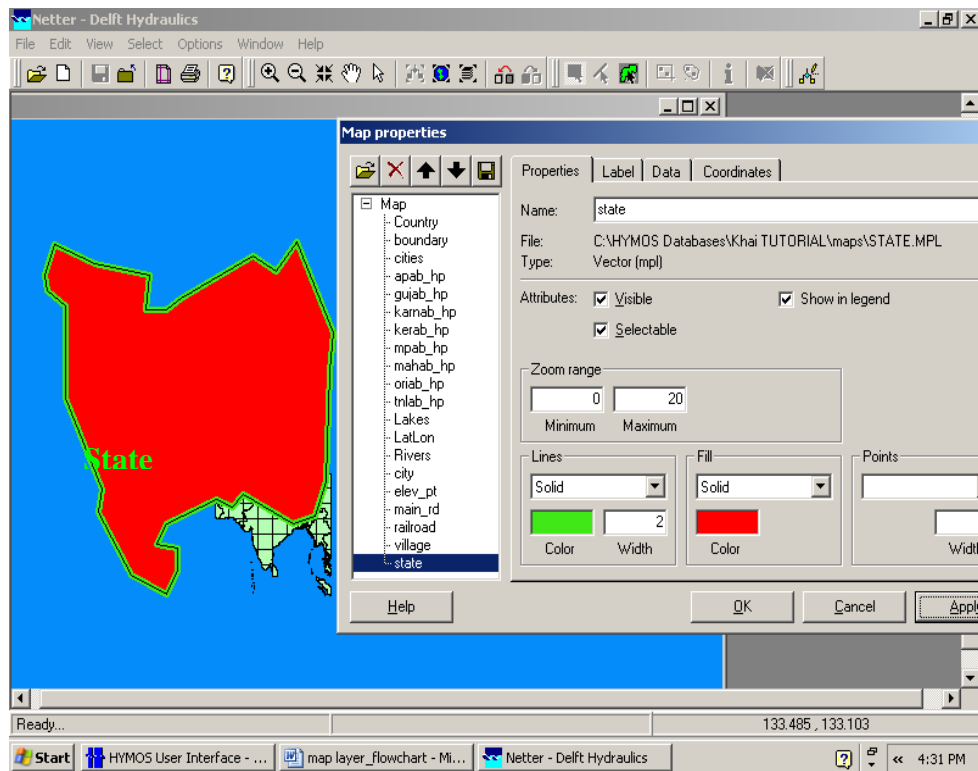 Netter - Delft Hydraulics
File Edit View Select Options Window Help
Map properties
Map
Country
boundary
cities
apab_hp
gujab_hp
karnab_hp
kerab_hp
mpab_hp
mahab_hp
oriab_hp
tnlab_hp
Lakes
LatLon
Rivers
city
elev_pt
main_rd
railroad
village
state
Properties Label Data Coordinates
Name: state
File: C:\HYMOS Databases\Khai TUTORIAL\maps\STATE.MPL
Type: Vector (mpl)
Attributes: Visible Show in legend
Selectable
Zoom range
0 20
Minimum Maximum
Lines Fill Points
Solid Solid
2
Color Width Color Width
Help OK Cancel Apply
State
Ready... 133.485 , 133.103
Start HYMOS User Interface - ... map layer_flowchart - Mi... Netter - Delft Hydraulics « 4:31 PM